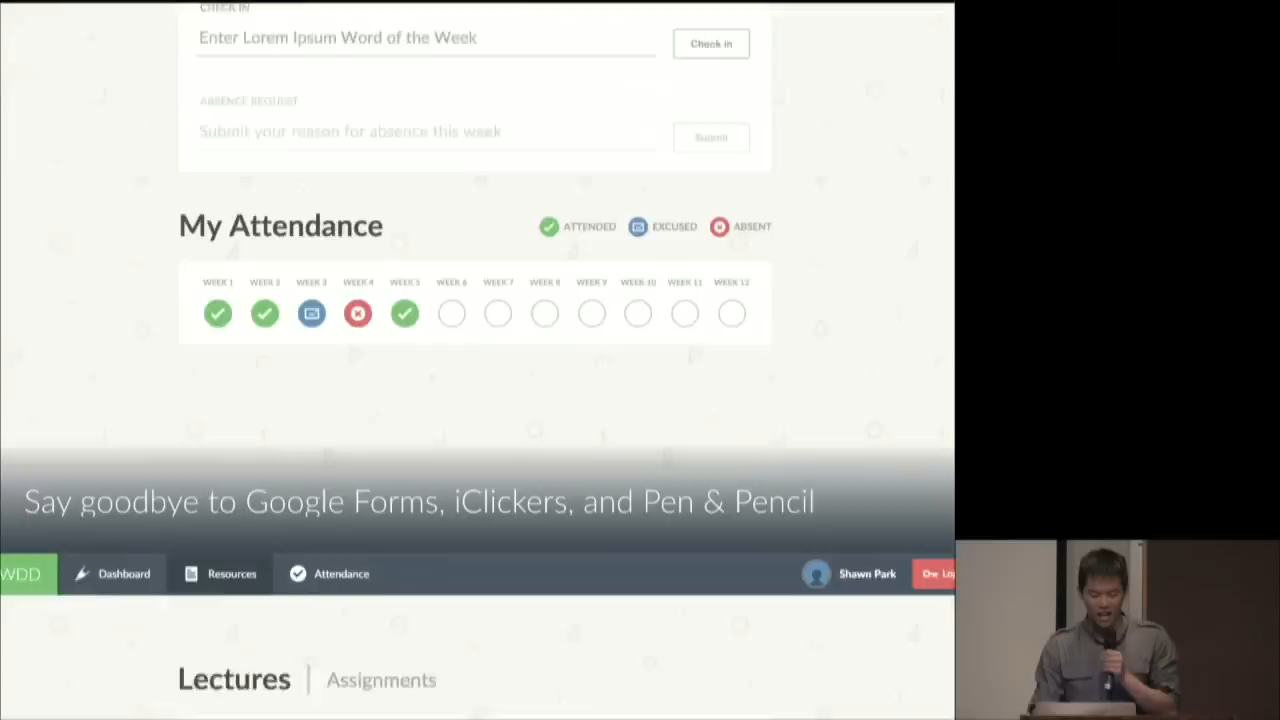 CHECK IN
Enter Lorem Ipsum Word of the Week
Check in
ABSENCE REQUEST
Submit your reason for absence this week
Submit
My Attendance
ATTENDED EXCUSED ABSENT
WEEK 1 WEEK 2 WEEK 3 WEEK 4 WEEK 5 WEEK 6 WEEK 7 WEEK 8 WEEK 9 WEEK 10 WEEK 11 WEEK 12
Say goodbye to Google Forms, iClickers, and Pen & Pencil
WDD Dashboard Resources Attendance Shawn Park
Lectures | Assignments